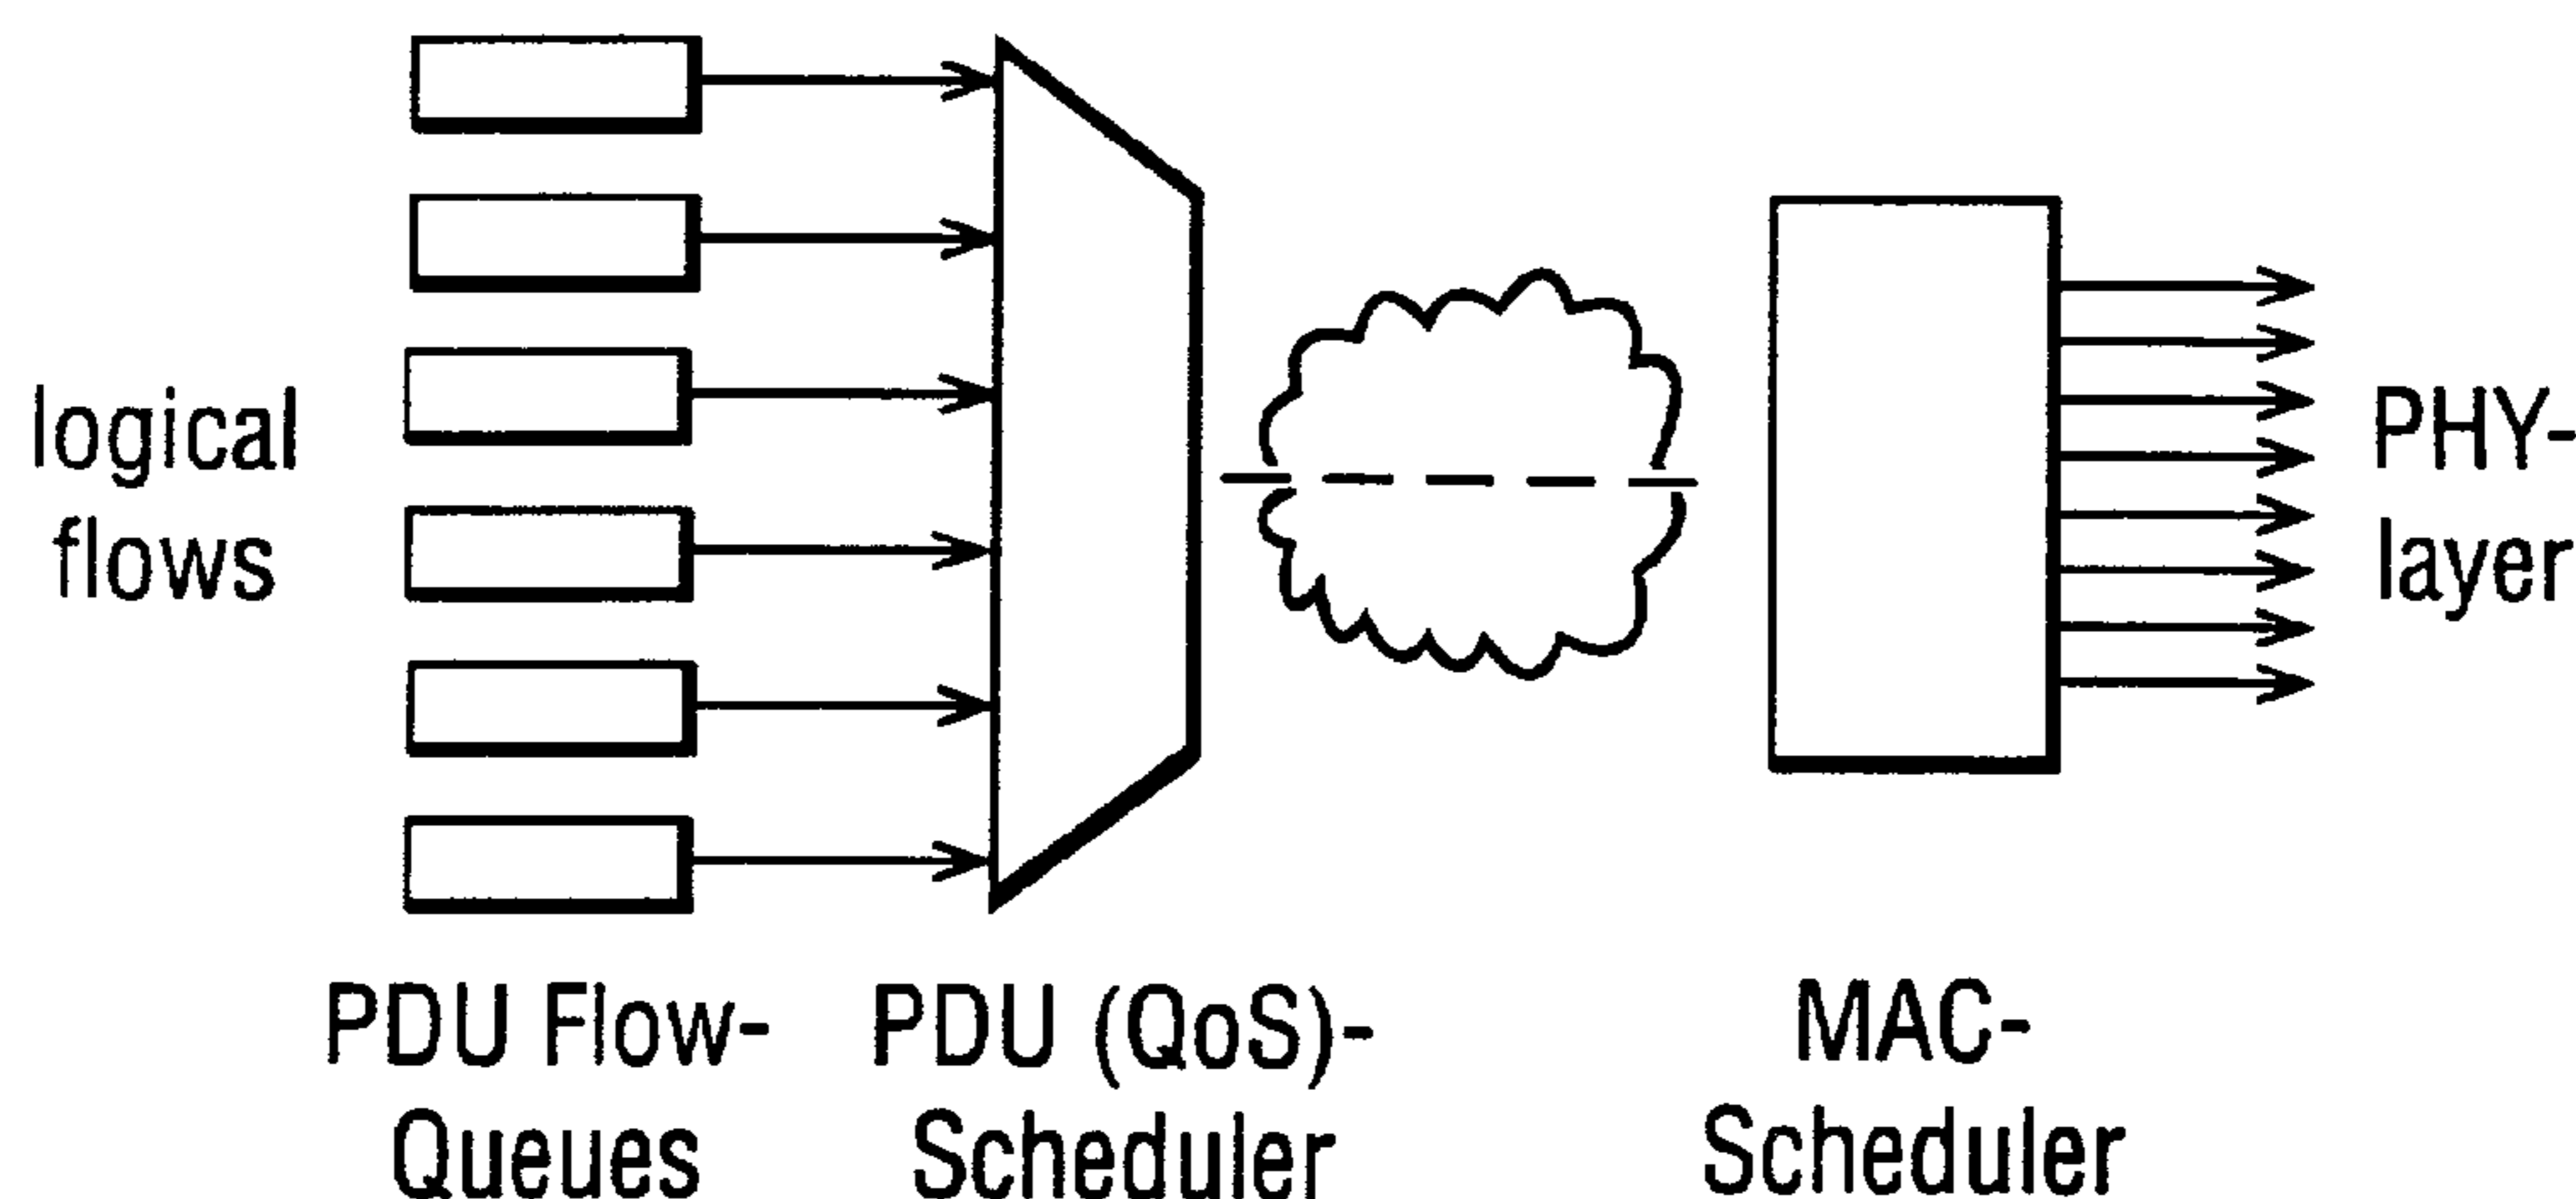 logical
flows
PHY-
layer
PDU Flow-
Queues
PDU (QoS)-
Scheduler
MAC-
Scheduler